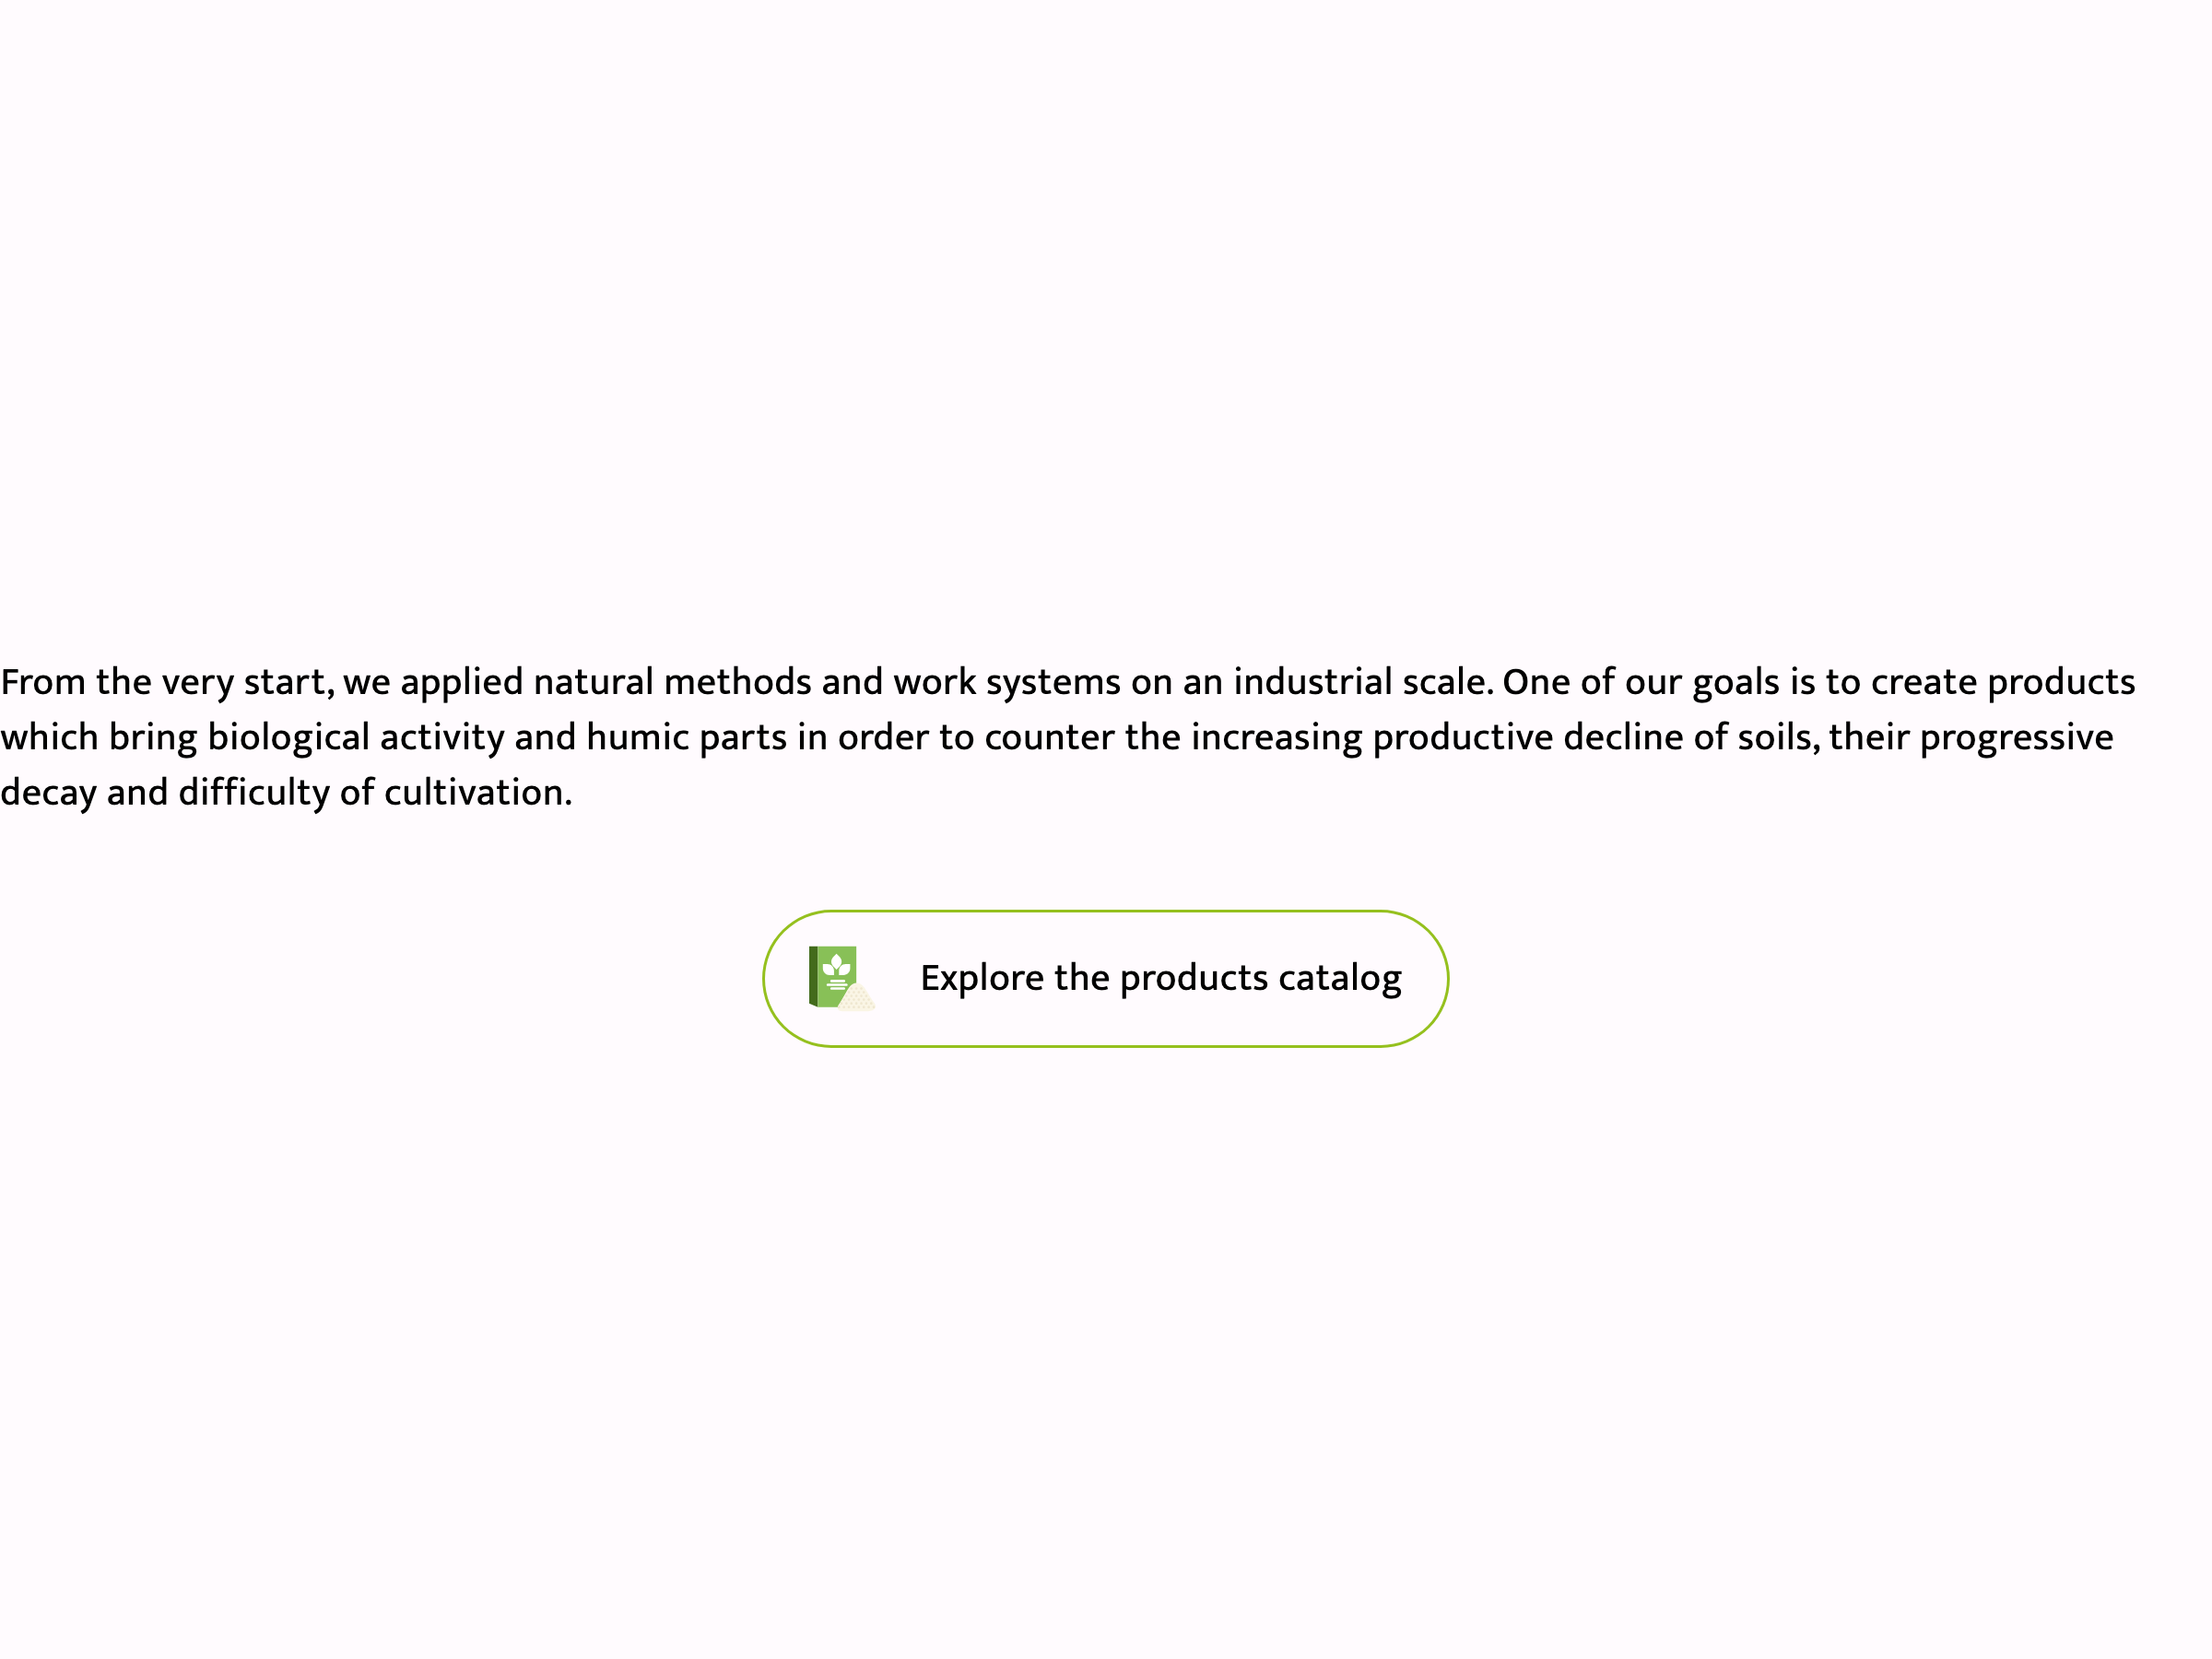 From the very start, we applied natural methods and work systems on an industrial scale. One of our goals is to create products
which bring biological activity and humic parts in order to counter the increasing productive decline of soils, their progressive
decay and difficulty of cultivation.
Explore the products catalog